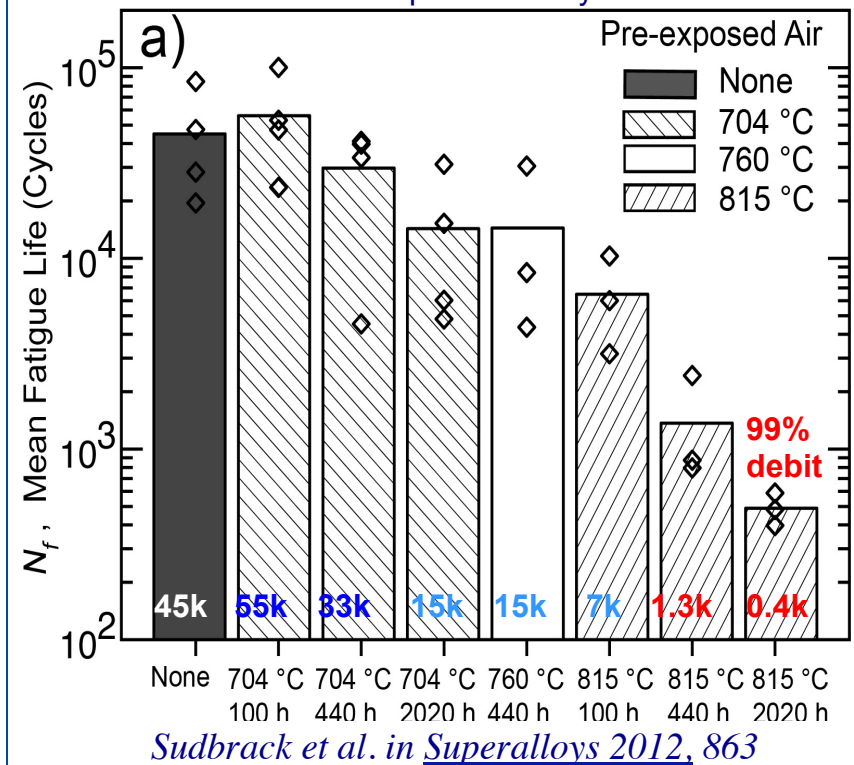 a)
Pre-exposed Air
None
704 °C
760 °C
815 °C
N_f , Mean Fatigue Life (Cycles)
10^5
10^4
10^3
10^2
99%
debit
45k 55k 33k 15k 15k 7k 1.3k 0.4k
None 704 °C 704 °C 704 °C 760 °C 815 °C 815 °C 815 °C
100 h 440 h 2020 h 440 h 100 h 440 h 2020 h
Sudbrack et al. in Superalloys 2012, 863